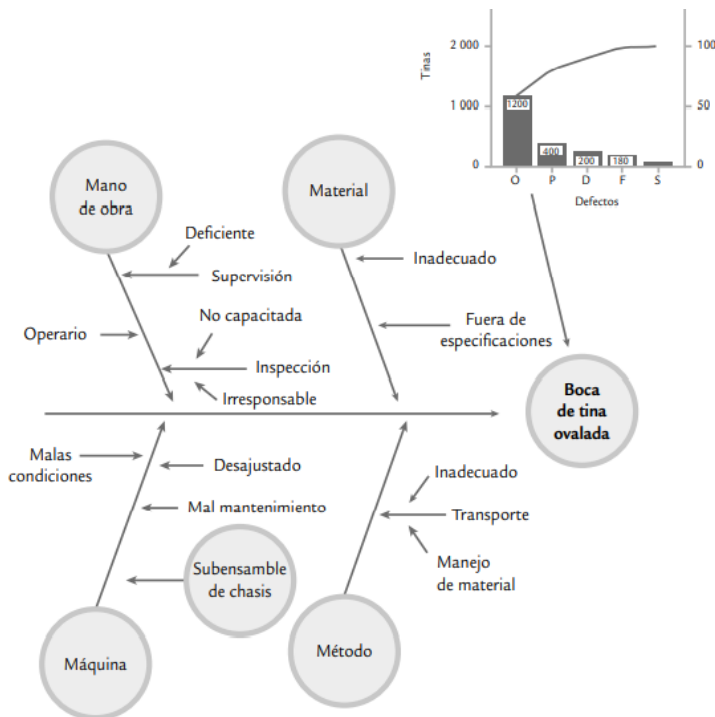 Tinas
2 000
1 000
0
100
50
0
1200
400
200
180
O
P
D
F
S
Defectos
Mano
de obra
Material
Deficiente
Supervisión
Inadecuado
No capacitada
Operario
Fuera de
especificaciones
Inspección
Irresponsable
Boca
de tina
ovalada
Malas
condiciones
Desajustado
Inadecuado
Mal mantenimiento
Transporte
Subensamble
de chasis
Manejo
de material
Máquina
Método